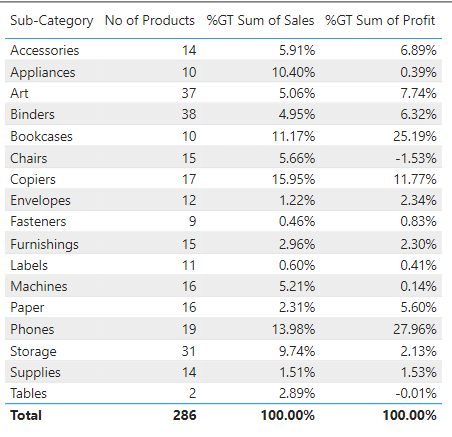 Sub-Category No of Products %GT Sum of Sales %GT Sum of Profit
Accessories 14 5.91% 6.89%
Appliances 10 10.40% 0.39%
Art 37 5.06% 7.74%
Binders 38 4.95% 6.32%
Bookcases 10 11.17% 25.19%
Chairs 15 5.66% -1.53%
Copiers 17 15.95% 11.77%
Envelopes 12 1.22% 2.34%
Fasteners 9 0.46% 0.83%
Furnishings 15 2.96% 2.30%
Labels 11 0.60% 0.41%
Machines 16 5.21% 0.14%
Paper 16 2.31% 5.60%
Phones 19 13.98% 27.96%
Storage 31 9.74% 2.13%
Supplies 14 1.51% 1.53%
Tables 2 2.89% -0.01%
Total 286 100.00% 100.00%